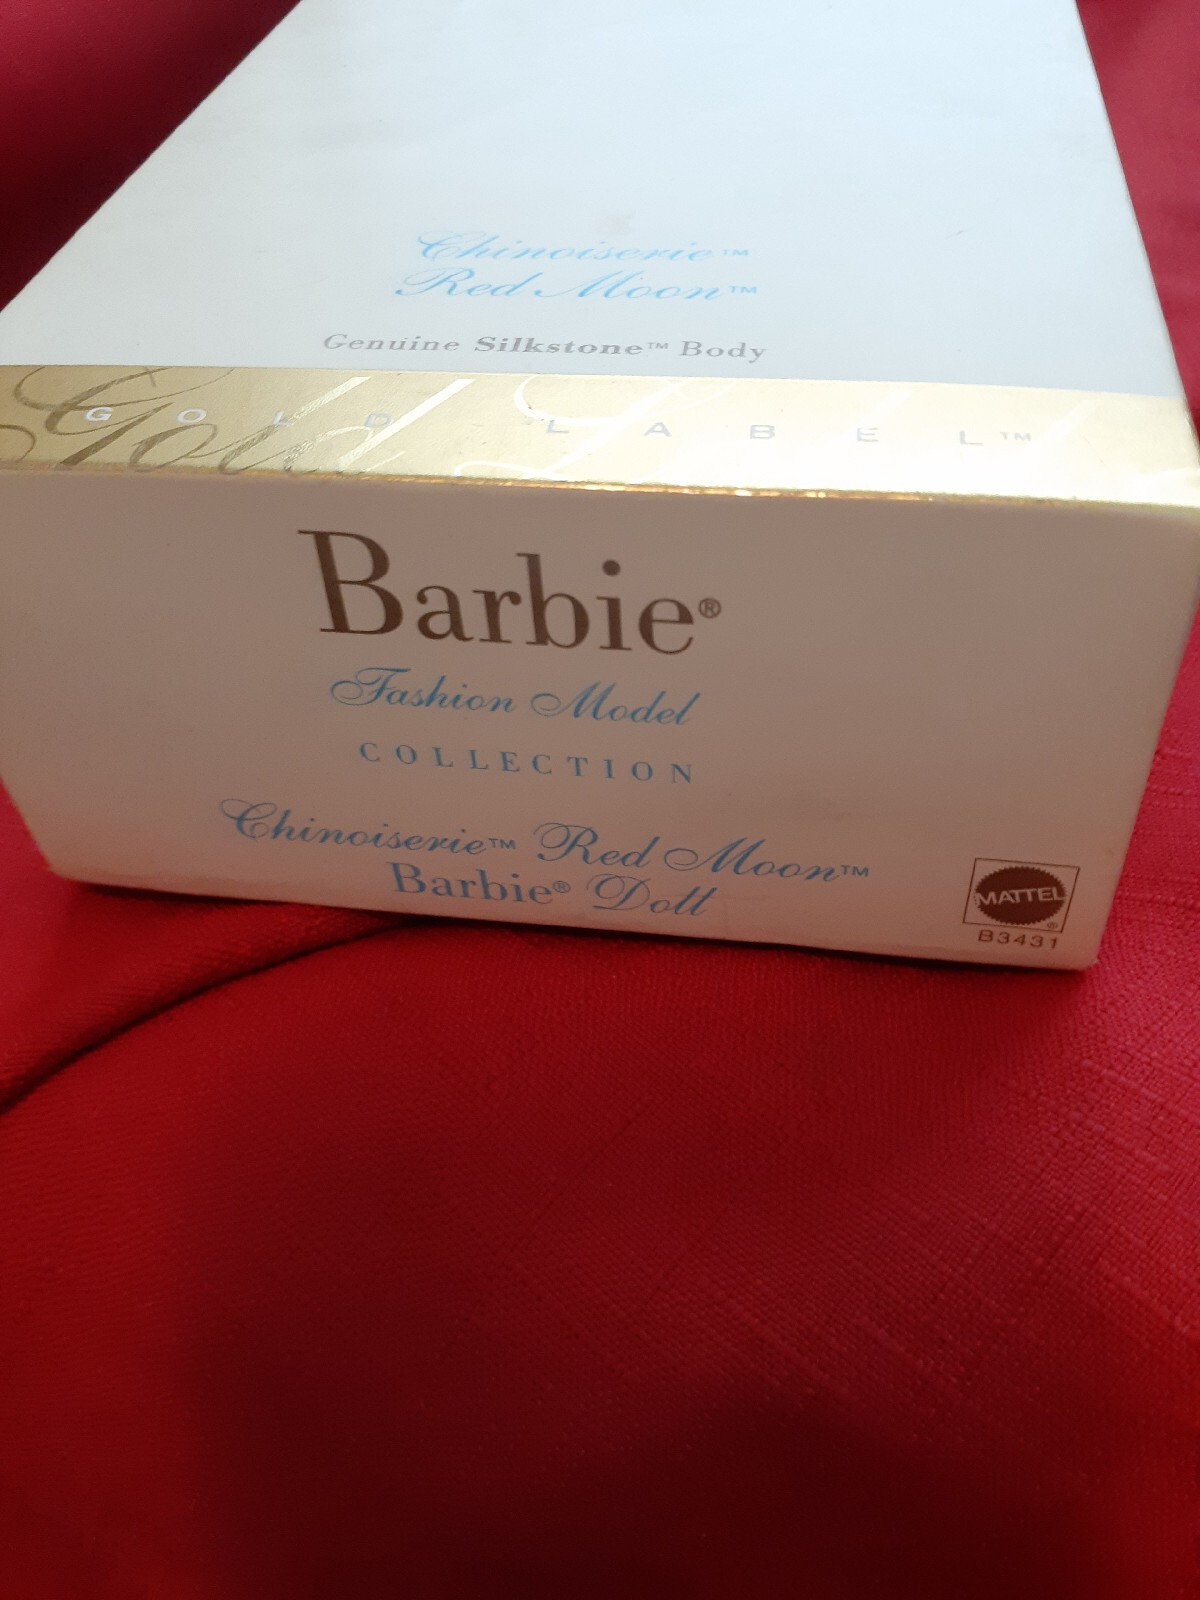 Chinoiserie™
Red Moon™
Genuine Silkstone™ Body
Gold
GOLD LABEL™
Barbie®
Fashion Model
COLLECTION
Chinoiserie™ Red Moon™
Barbie® Doll
MATTEL®
B3431